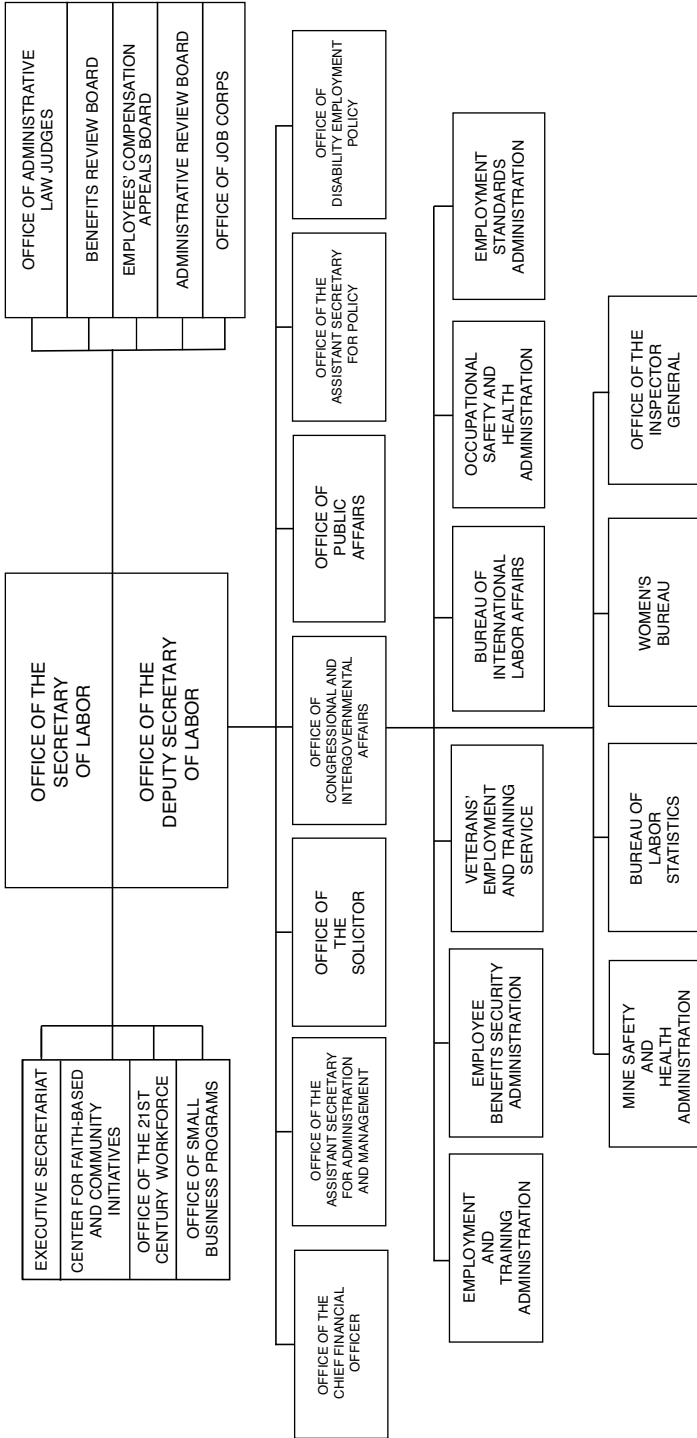 OFFICE OF THE
SECRETARY
OF LABOR
OFFICE OF THE
DEPUTY SECRETARY
OF LABOR
EXECUTIVE SECRETARIAT
CENTER FOR FAITH-BASED
AND COMMUNITY
INITIATIVES
OFFICE OF THE 21ST
CENTURY WORKFORCE
OFFICE OF SMALL
BUSINESS PROGRAMS
OFFICE OF ADMINISTRATIVE
LAW JUDGES
BENEFITS REVIEW BOARD
EMPLOYEES' COMPENSATION
APPEALS BOARD
ADMINISTRATIVE REVIEW BOARD
OFFICE OF JOB CORPS
OFFICE OF THE
CHIEF FINANCIAL
OFFICER
OFFICE OF THE
ASSISTANT SECRETARY
FOR ADMINISTRATION
AND MANAGEMENT
OFFICE OF
THE
SOLICITOR
OFFICE OF
CONGRESSIONAL AND
INTERGOVERNMENTAL
AFFAIRS
OFFICE OF
PUBLIC
AFFAIRS
OFFICE OF THE
ASSISTANT SECRETARY
FOR POLICY
OFFICE OF
DISABILITY EMPLOYMENT
POLICY
EMPLOYMENT
AND
TRAINING
ADMINISTRATION
EMPLOYEE
BENEFITS SECURITY
ADMINISTRATION
VETERANS'
EMPLOYMENT
AND TRAINING
SERVICE
BUREAU OF
INTERNATIONAL
LABOR AFFAIRS
OCCUPATIONAL
SAFETY AND
HEALTH
ADMINISTRATION
EMPLOYMENT
STANDARDS
ADMINISTRATION
MINE SAFETY
AND
HEALTH
ADMINISTRATION
BUREAU OF
LABOR
STATISTICS
WOMEN'S
BUREAU
OFFICE OF THE
INSPECTOR
GENERAL